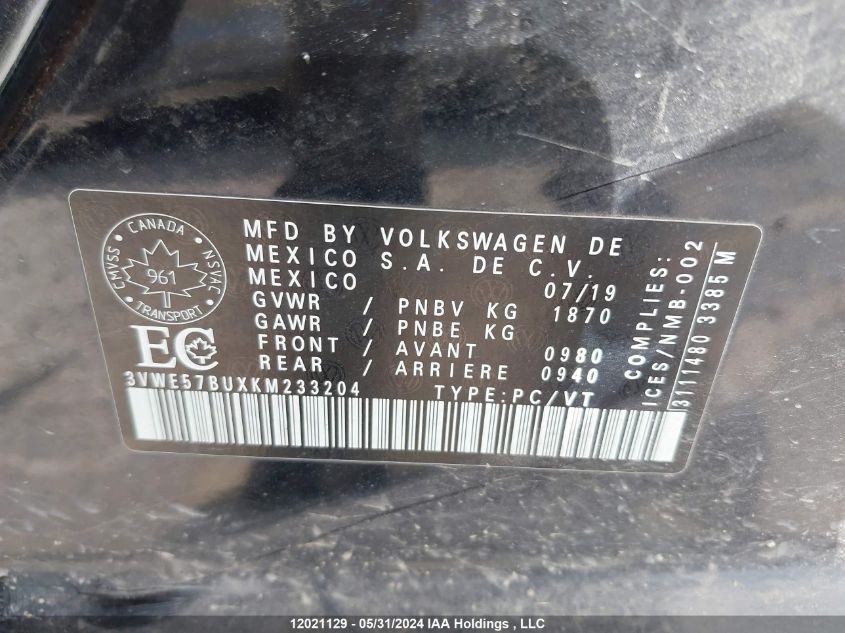 CANADA
CMVSS
NSVAC
961
TRANSPORT
EC
MFD BY VOLKSWAGEN DE
MEXICO S.A. DE C.V.
MEXICO 07/19
GVWR / PNBV KG 1870
GAWR / PNBE KG
FRONT / AVANT 0980
REAR / ARRIERE 0940
3VWE57BUXKM233204 TYPE:PC/VT
COMPLIES:
ICES/NMB-002
3111480 3385 M
12021129 - 05/31/2024 IAA Holdings , LLC